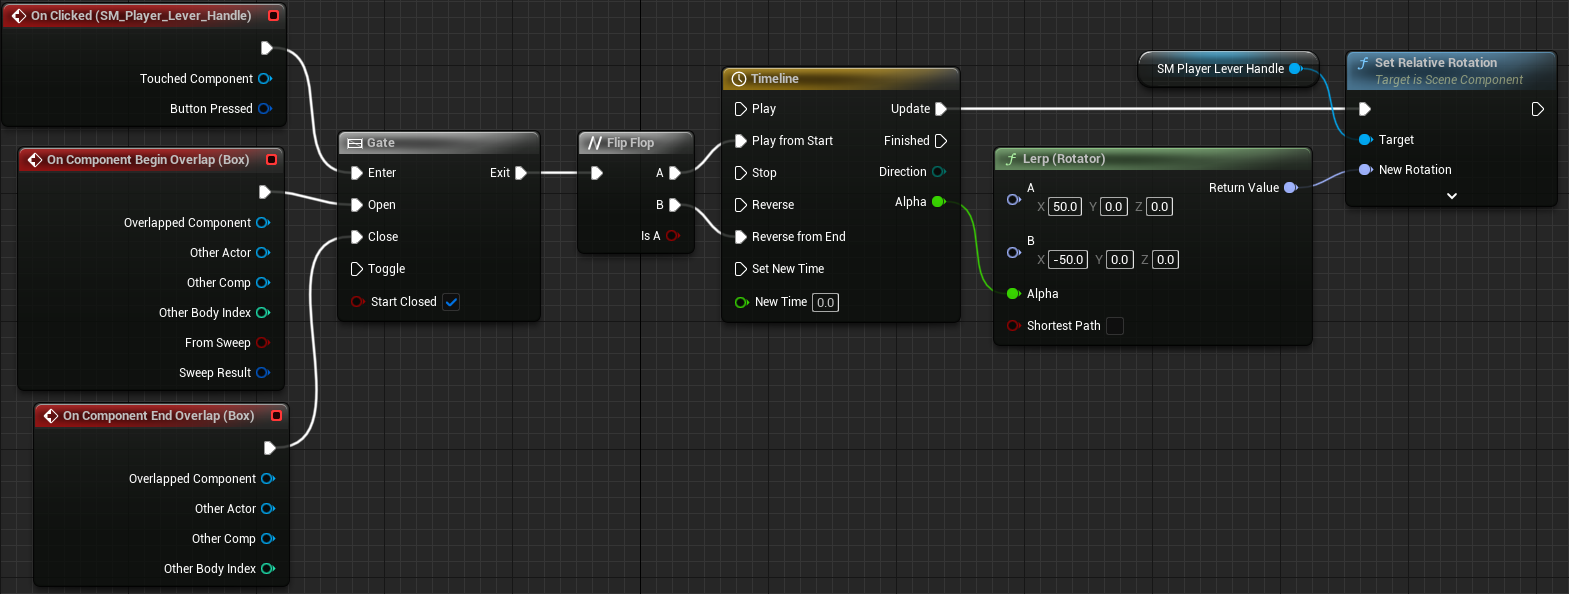 On Clicked (SM_Player_Lever_Handle)
Touched Component
Button Pressed
On Component Begin Overlap (Box)
Overlapped Component
Other Actor
Other Comp
Other Body Index
From Sweep
Sweep Result
On Component End Overlap (Box)
Overlapped Component
Other Actor
Other Comp
Other Body Index
Gate
Enter Exit
Open
Close
Toggle
Start Closed
Flip Flop
A
B
Is A
Timeline
Play Update
Play from Start Finished
Stop Direction
Reverse Alpha
Reverse from End
Set New Time
New Time 0.0
Lerp (Rotator)
A Return Value
X 50.0 Y 0.0 Z 0.0
B
X -50.0 Y 0.0 Z 0.0
Alpha
Shortest Path
SM Player Lever Handle
f Set Relative Rotation
Target is Scene Component
Target
New Rotation